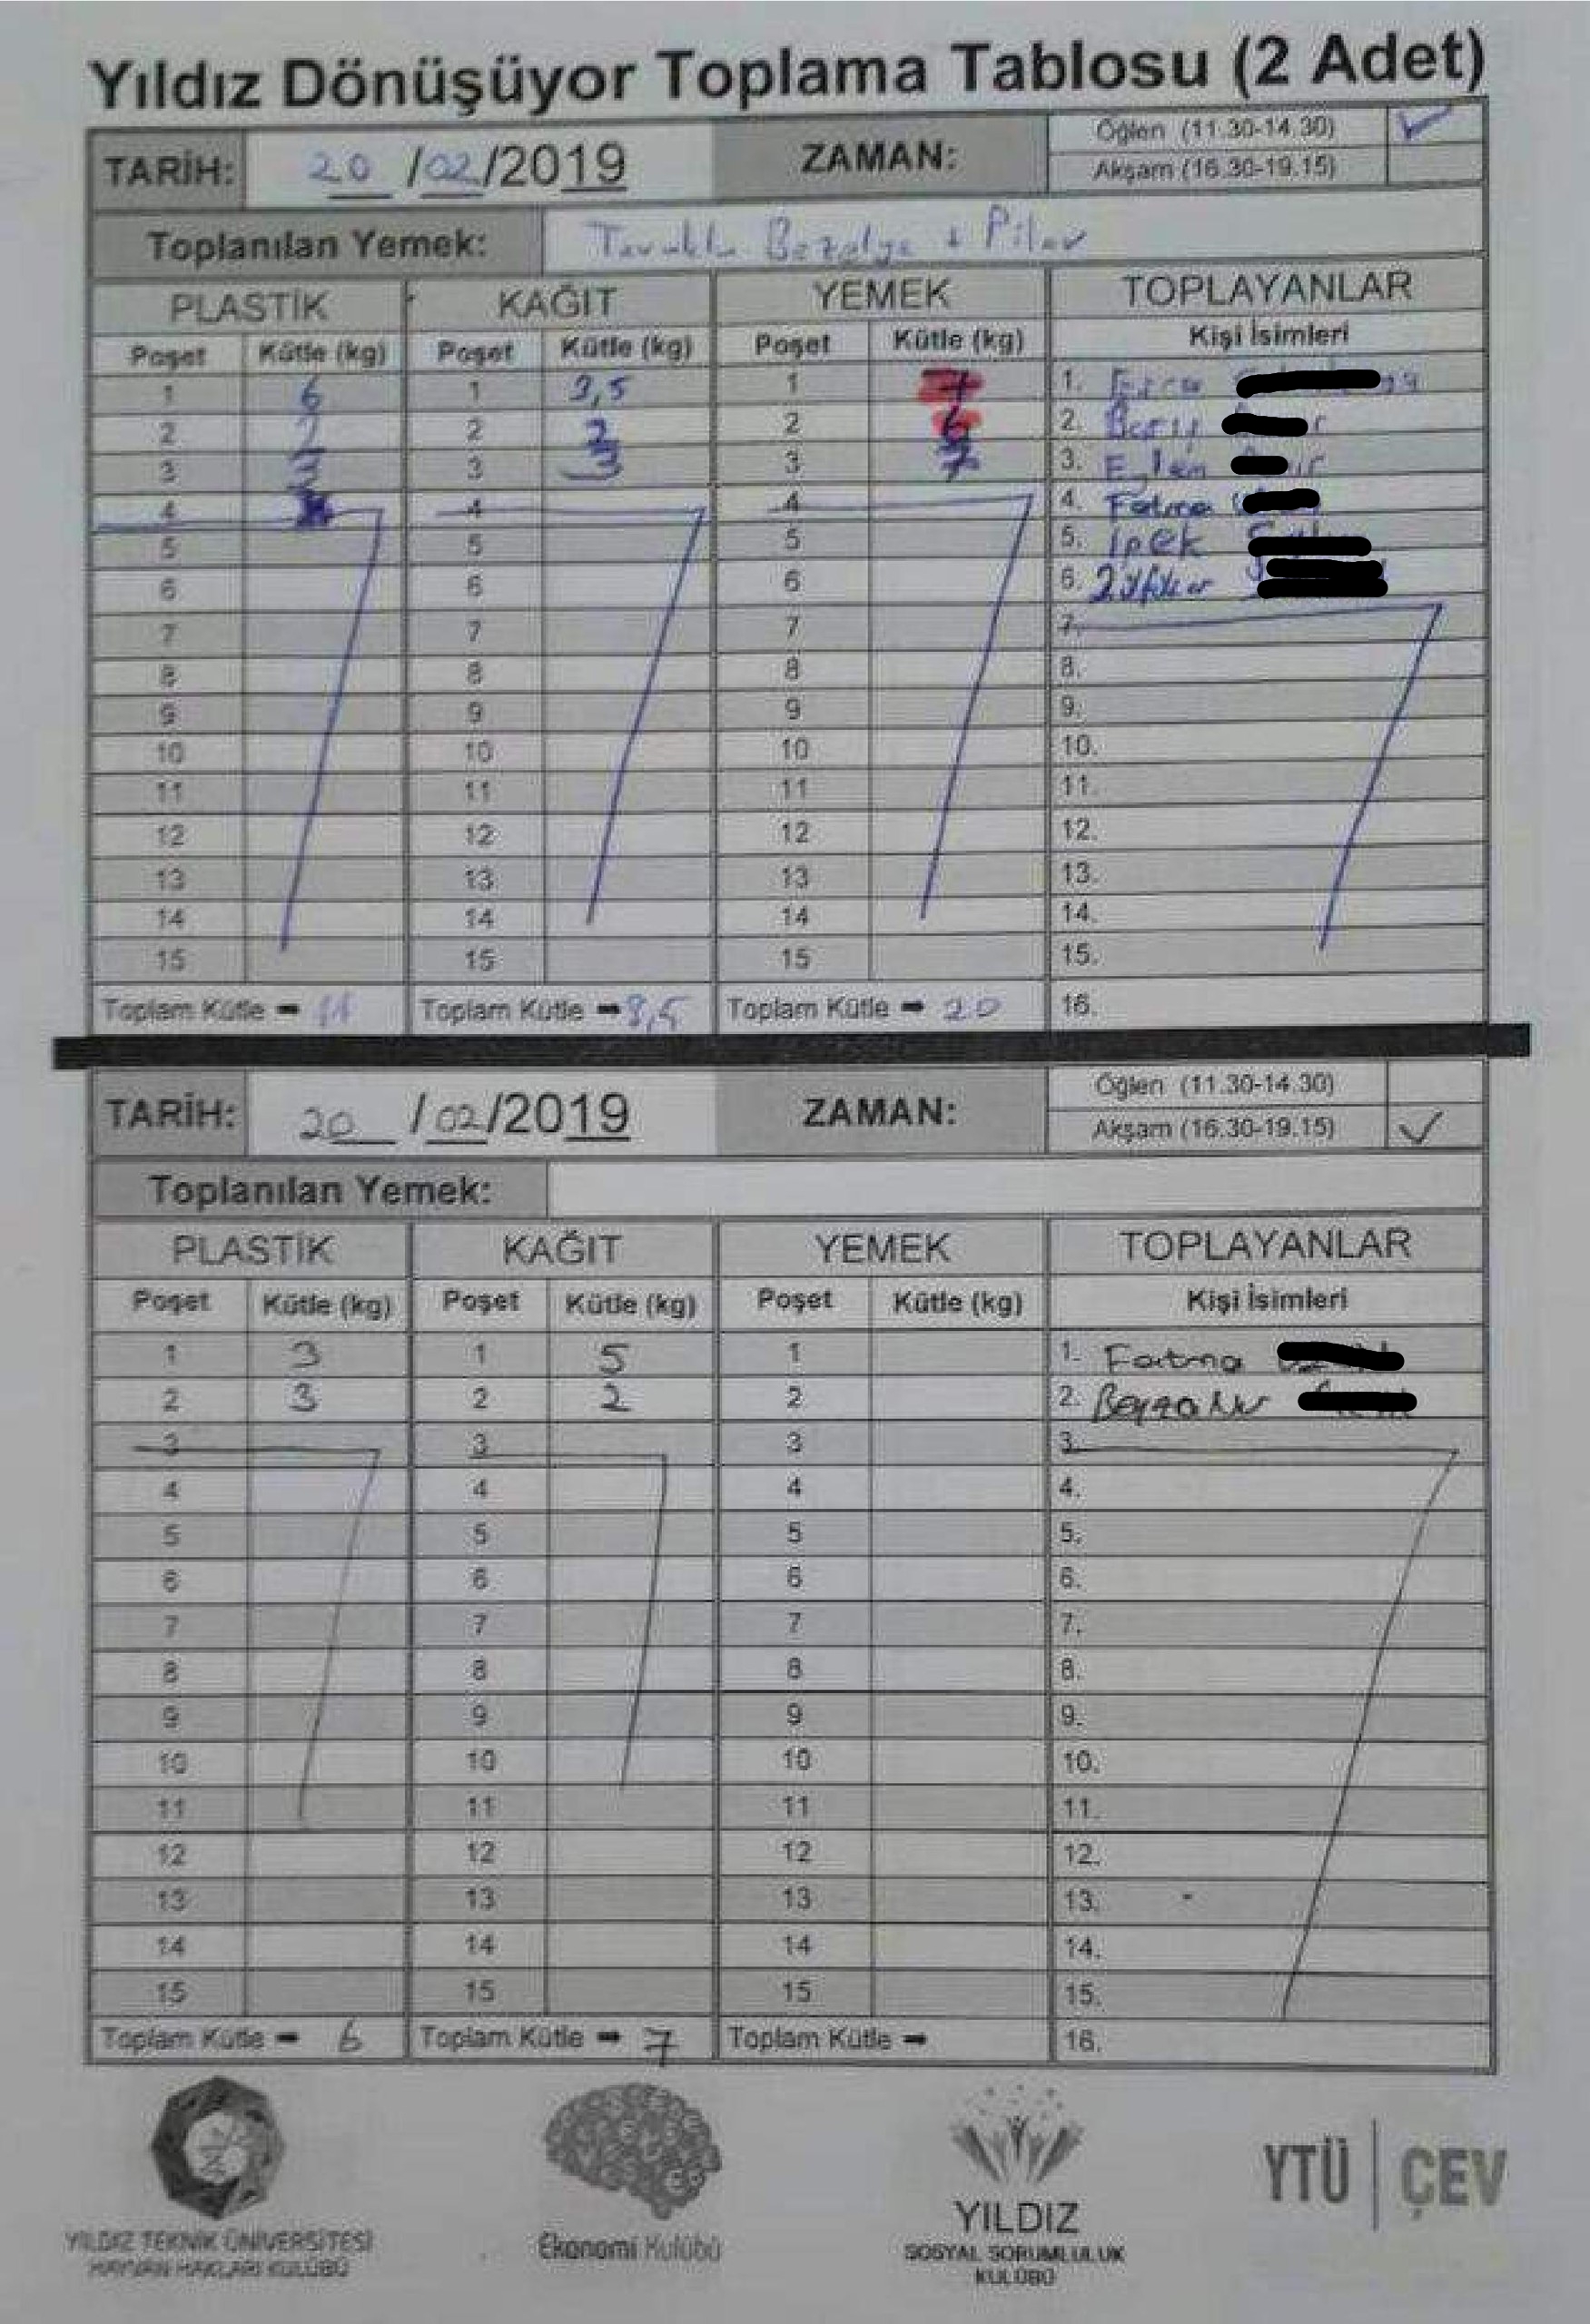 Yıldız Dönüşüyor Toplama Tablosu (2 Adet)
TARİH: 20/02/2019 ZAMAN: Öğlen (11.30-14.30) ✓
Akşam (16.30-19.15)
Toplanılan Yemek: Tavuklu Bezelye + Pilav
PLASTİK KAĞIT YEMEK TOPLAYANLAR
Poşet Kütle (kg) Poşet Kütle (kg) Poşet Kütle (kg) Kişi İsimleri
1 6 1 3,5 1 7 1.
2 2 2 2 2 6 2.
3 3 3 3 3 7 3. Eylem
4 4 4 4. Fatma
5 5 5 5. İpek
6 6 6 6. Zülfikar
7 7 7 7.
8 8 8 8.
9 9 9 9.
10 10 10 10.
11 11 11 11.
12 12 12 12.
13 13 13 13.
14 14 14 14.
15 15 15 15.
Toplam Kütle ➡ 11 Toplam Kütle ➡ 8,5 Toplam Kütle ➡ 20 16.
TARİH: 20/02/2019 ZAMAN: Öğlen (11.30-14.30)
Akşam (16.30-19.15) ✓
Toplanılan Yemek:
PLASTİK KAĞIT YEMEK TOPLAYANLAR
Poşet Kütle (kg) Poşet Kütle (kg) Poşet Kütle (kg) Kişi İsimleri
1 3 1 5 1 1. Fatma
2 3 2 2 2 2. Beyzanur
3 3 3 3.
4 4 4 4.
5 5 5 5.
6 6 6 6.
7 7 7 7.
8 8 8 8.
9 9 9 9.
10 10 10 10.
11 11 11 11.
12 12 12 12.
13 13 13 13.
14 14 14 14.
15 15 15 15.
Toplam Kütle ➡ 6 Toplam Kütle ➡ 7 Toplam Kütle ➡ 16.
YILDIZ TEKNİK ÜNİVERSİTESİ
HAYVAN HAKLARI KULÜBÜ
Ekonomi Kulübü
YILDIZ
SOSYAL SORUMLULUK
KULÜBÜ
YTÜ | ÇEV